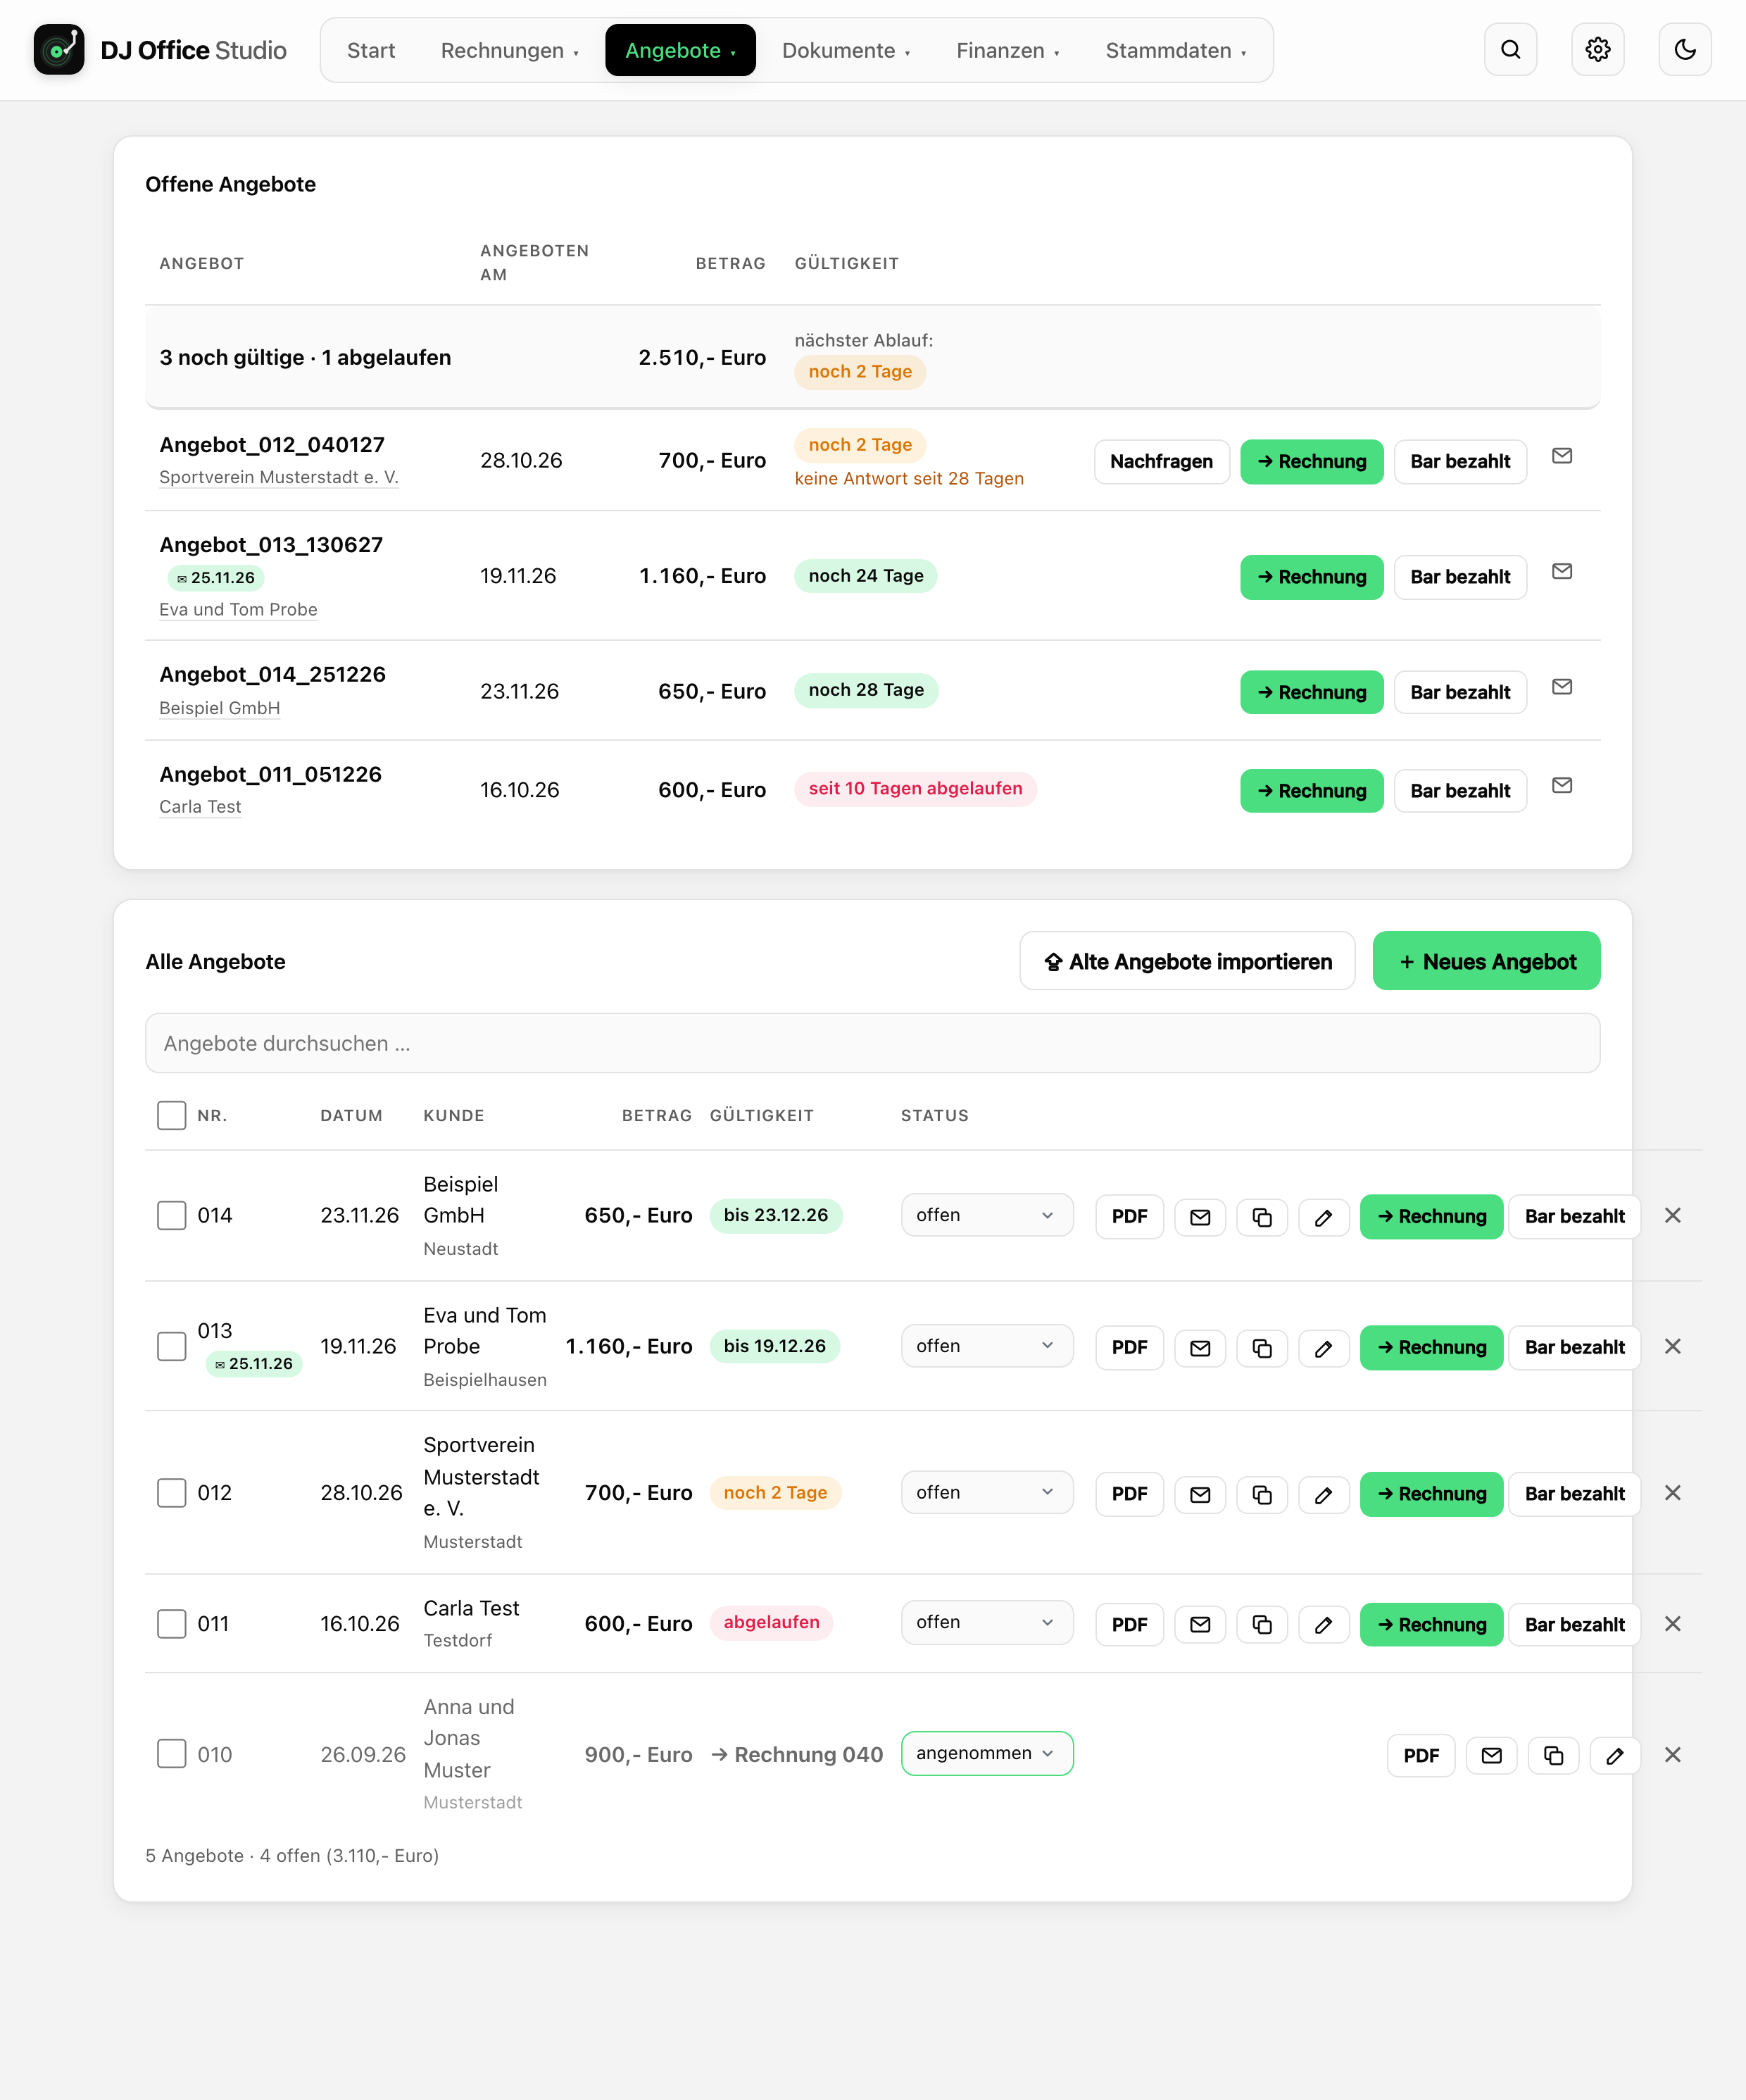 DJ Office Studio
Start
Rechnungen
Angebote
Dokumente
Finanzen
Stammdaten
Offene Angebote
ANGEBOT
ANGEBOTEN
AM
BETRAG
GÜLTIGKEIT
3 noch gültige · 1 abgelaufen
2.510,- Euro
nächster Ablauf:
noch 2 Tage
Angebot_012_040127
Sportverein Musterstadt e. V.
28.10.26
700,- Euro
noch 2 Tage
keine Antwort seit 28 Tagen
Nachfragen
→ Rechnung
Bar bezahlt
Angebot_013_130627
✉ 25.11.26
Eva und Tom Probe
19.11.26
1.160,- Euro
noch 24 Tage
→ Rechnung
Bar bezahlt
Angebot_014_251226
Beispiel GmbH
23.11.26
650,- Euro
noch 28 Tage
→ Rechnung
Bar bezahlt
Angebot_011_051226
Carla Test
16.10.26
600,- Euro
seit 10 Tagen abgelaufen
→ Rechnung
Bar bezahlt
Alle Angebote
Alte Angebote importieren
+ Neues Angebot
Angebote durchsuchen ...
NR.
DATUM
KUNDE
BETRAG
GÜLTIGKEIT
STATUS
014
23.11.26
Beispiel
GmbH
Neustadt
650,- Euro
bis 23.12.26
offen
PDF
→ Rechnung
Bar bezahlt
013
✉ 25.11.26
19.11.26
Eva und Tom
Probe
Beispielhausen
1.160,- Euro
bis 19.12.26
offen
PDF
→ Rechnung
Bar bezahlt
012
28.10.26
Sportverein
Musterstadt
e. V.
Musterstadt
700,- Euro
noch 2 Tage
offen
PDF
→ Rechnung
Bar bezahlt
011
16.10.26
Carla Test
Testdorf
600,- Euro
abgelaufen
offen
PDF
→ Rechnung
Bar bezahlt
010
26.09.26
Anna und
Jonas
Muster
Musterstadt
900,- Euro
→ Rechnung 040
angenommen
PDF
5 Angebote · 4 offen (3.110,- Euro)